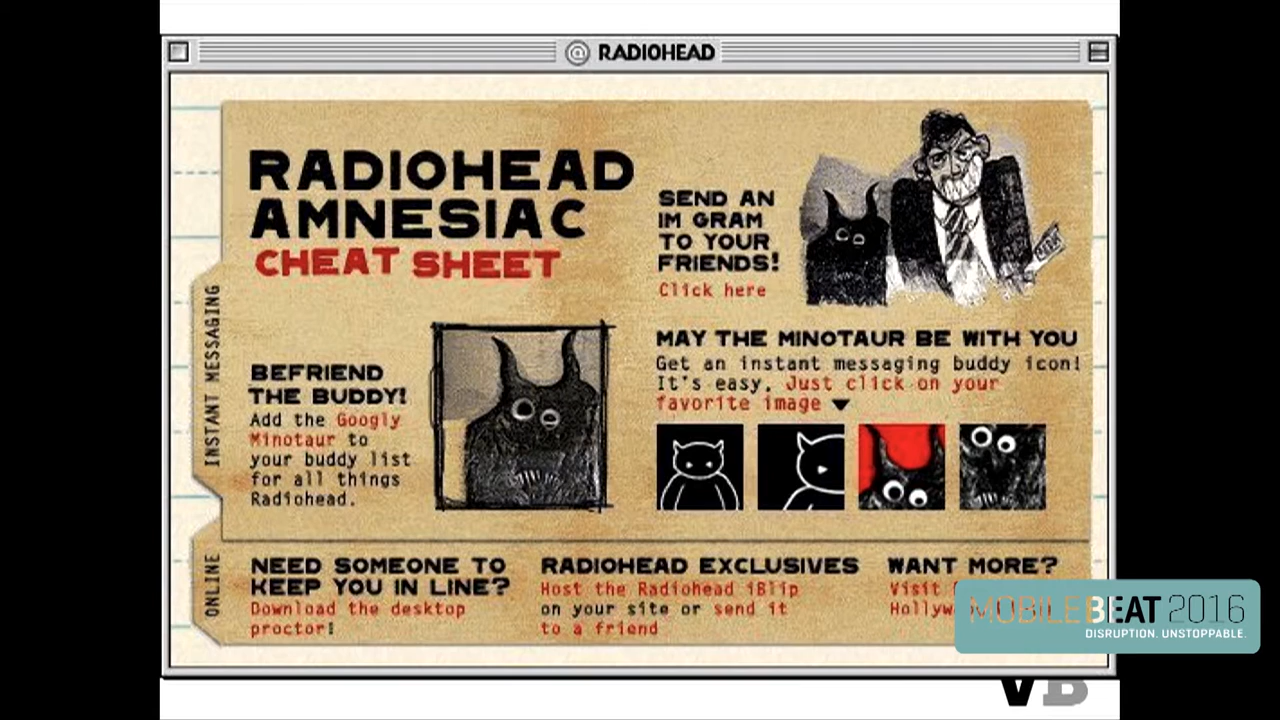 @ RADIOHEAD
RADIOHEAD
AMNESIAC
CHEAT SHEET
SEND AN
IM GRAM
TO YOUR
FRIENDS!
Click here
INSTANT MESSAGING
BEFRIEND
THE BUDDY!
Add the Googly
Minotaur to
your buddy list
for all things
Radiohead.
MAY THE MINOTAUR BE WITH YOU
Get an instant messaging buddy icon!
It's easy. Just click on your
favorite image
ONLINE
NEED SOMEONE TO
KEEP YOU IN LINE?
Download the desktop
proctor!
RADIOHEAD EXCLUSIVES
Host the Radiohead iBlip
on your site or send it
to a friend
WANT MORE?
Visit
MOBILEBEAT 2016
DISRUPTION. UNSTOPPABLE.
VB